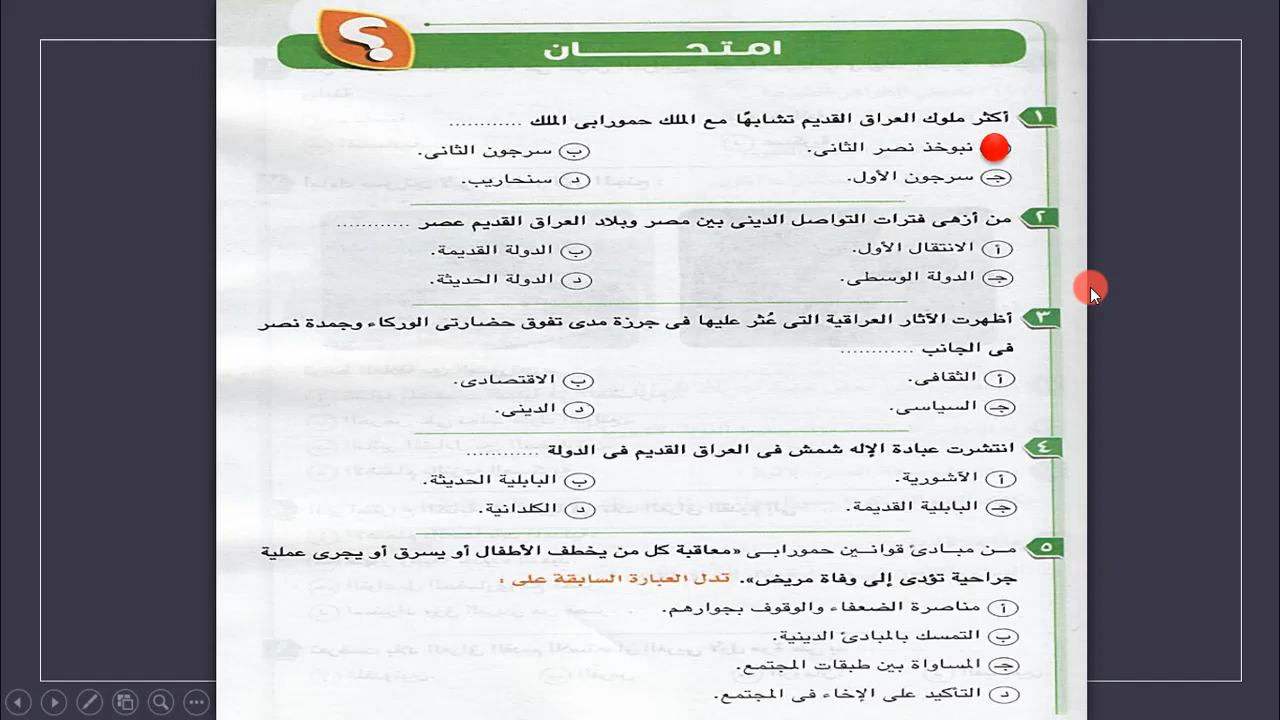 امتحان
؟
١ أكثر ملوك العراق القديم تشابهًا مع الملك حمورابى الملك ............
نبوخذ نصر الثانى. ب سرجون الثانى.
جـ سرجون الأول. د سنحاريب.
٢ من أزهى فترات التواصل الدينى بين مصر وبلاد العراق القديم عصر ............
أ الانتقال الأول. ب الدولة القديمة.
جـ الدولة الوسطى. د الدولة الحديثة.
٣ أظهرت الآثار العراقية التى عُثر عليها فى جرزة مدى تفوق حضارتى الوركاء وجمدة نصر
فى الجانب ............
أ الثقافى. ب الاقتصادى.
جـ السياسى. د الدينى.
٤ انتشرت عبادة الإله شمش فى العراق القديم فى الدولة ............
أ الآشورية. ب البابلية الحديثة.
جـ البابلية القديمة. د الكلدانية.
٥ من مبادئ قوانين حمورابى «معاقبة كل من يخطف الأطفال أو يسرق أو يجرى عملية
جراحية تؤدى إلى وفاة مريض». تدل العبارة السابقة على :
أ مناصرة الضعفاء والوقوف بجوارهم.
ب التمسك بالمبادئ الدينية.
جـ المساواة بين طبقات المجتمع.
د التأكيد على الإخاء فى المجتمع.